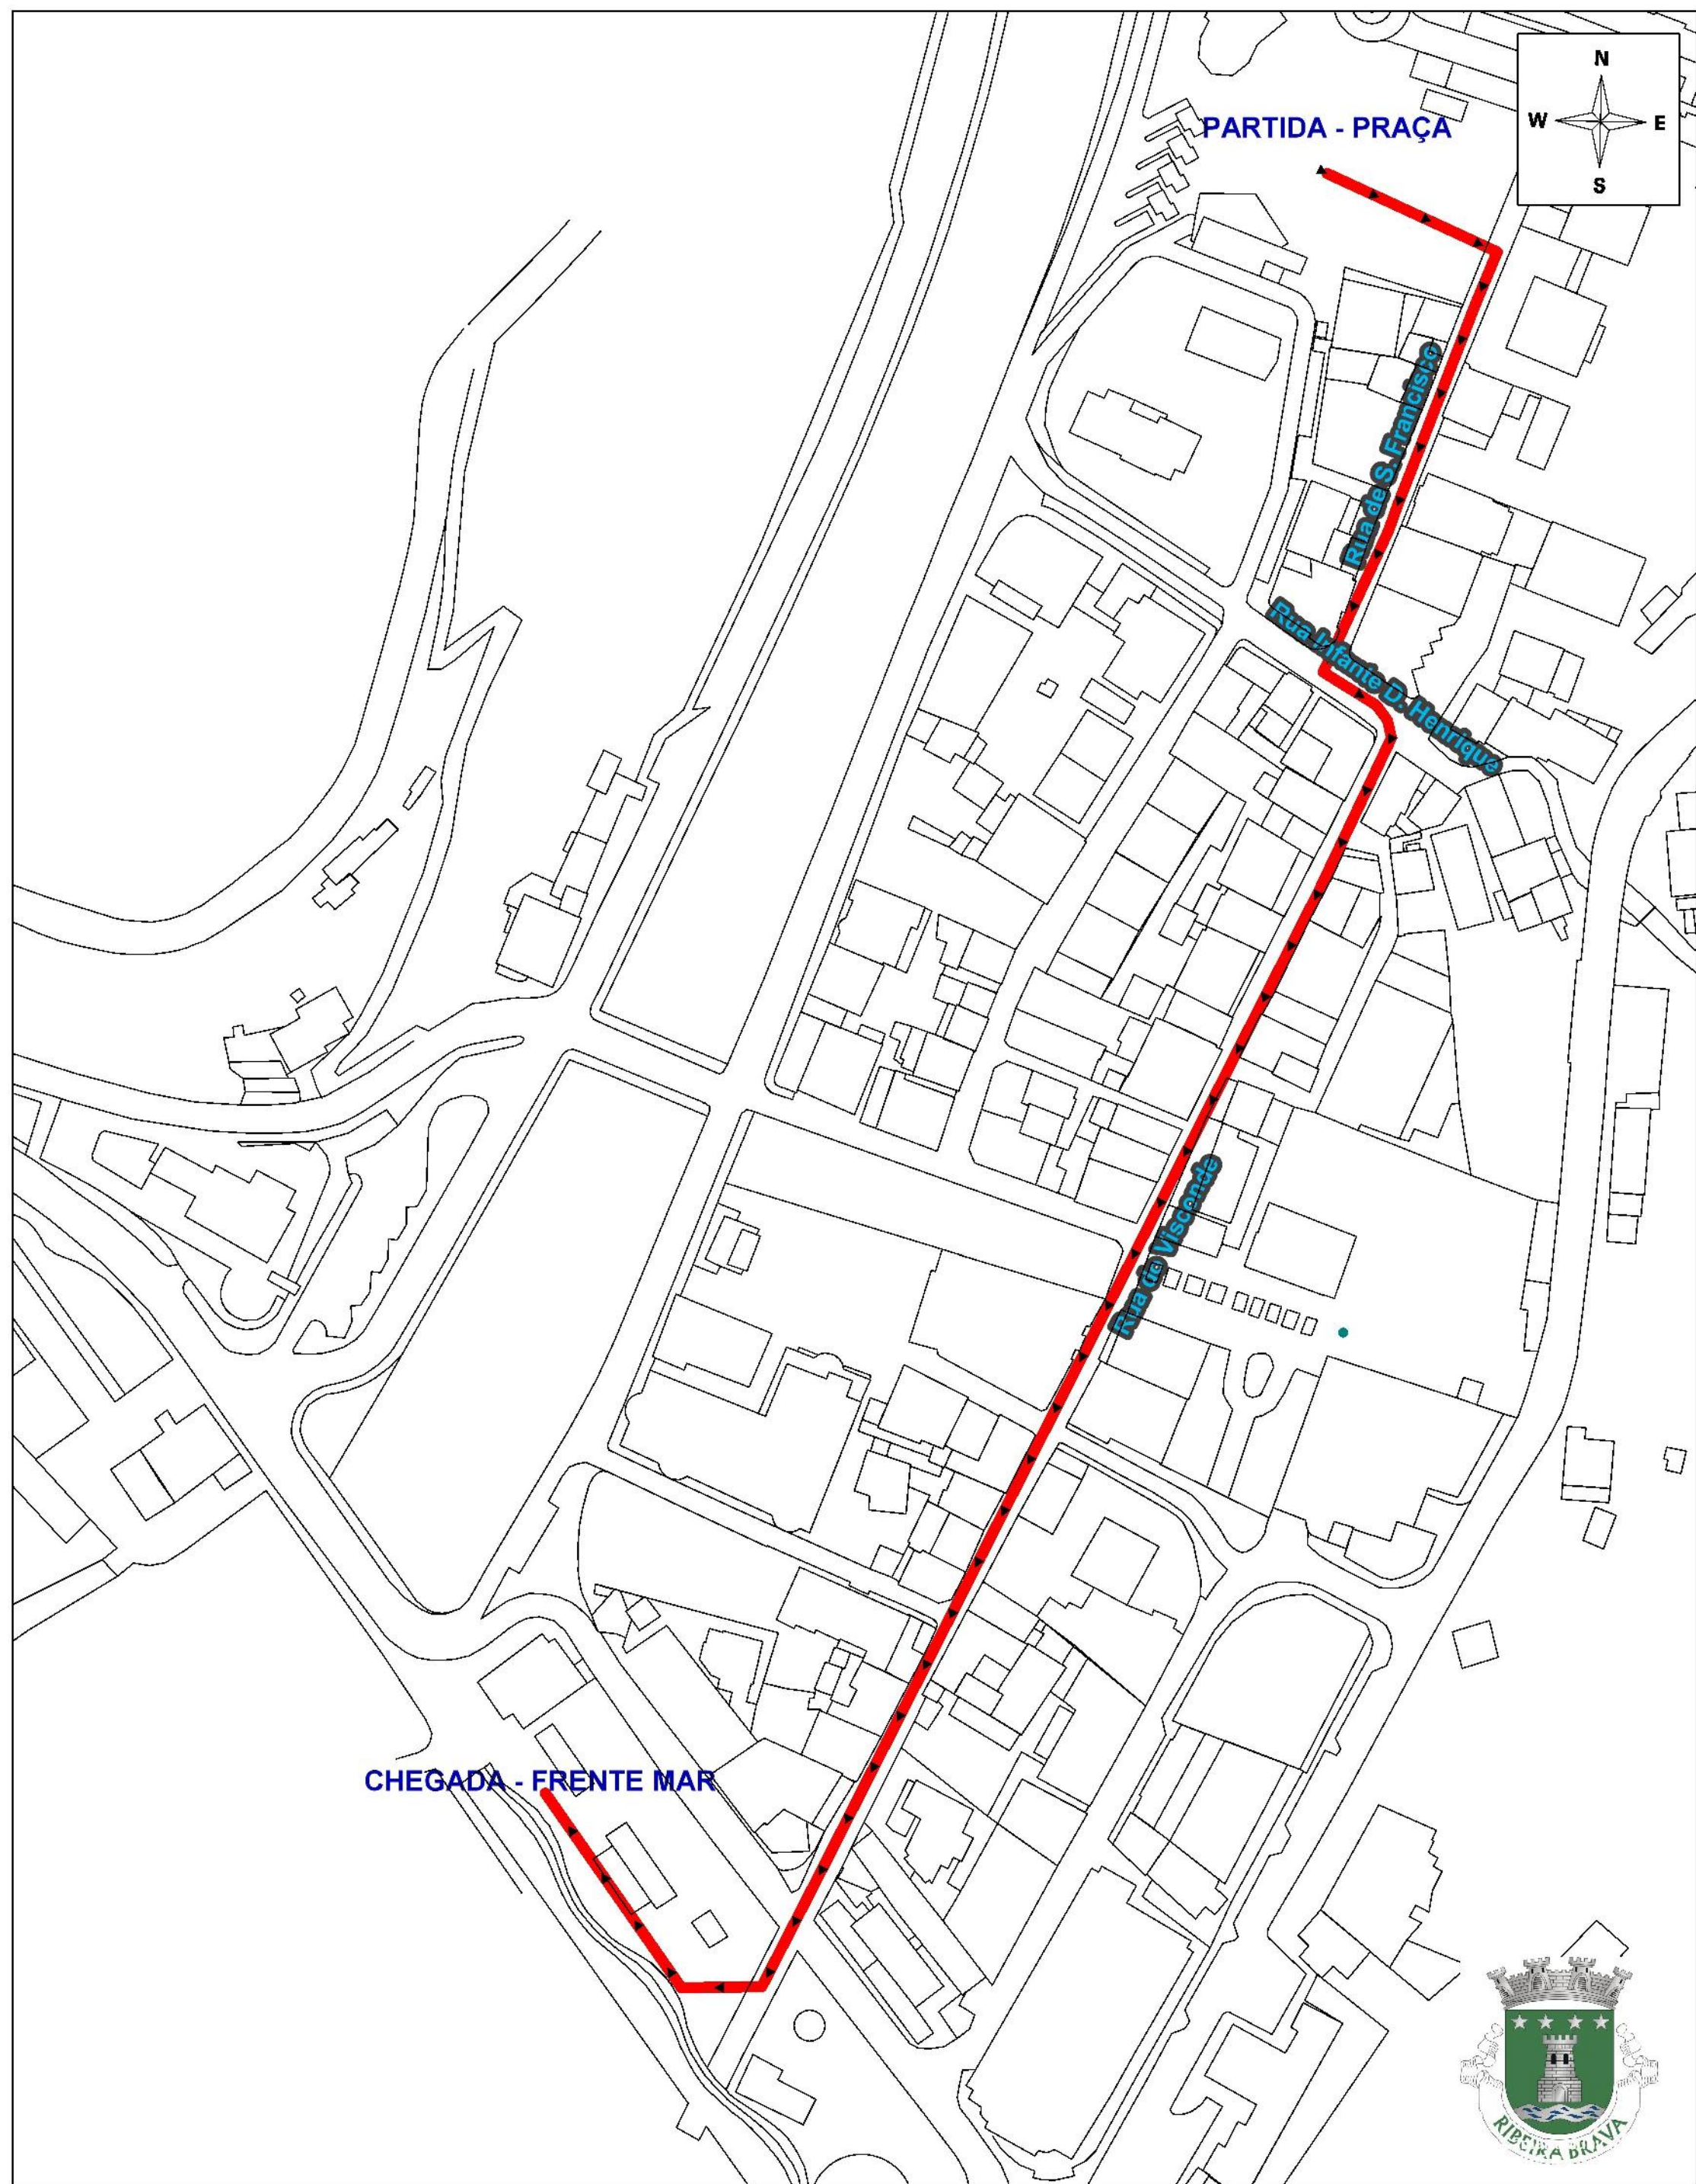 N
W E
S
PARTIDA - PRAÇA
Rua de S. Francisco
Rua Infante D. Henrique
Rua do Visconde
CHEGADA - FRENTE MAR
RIBEIRA BRAVA